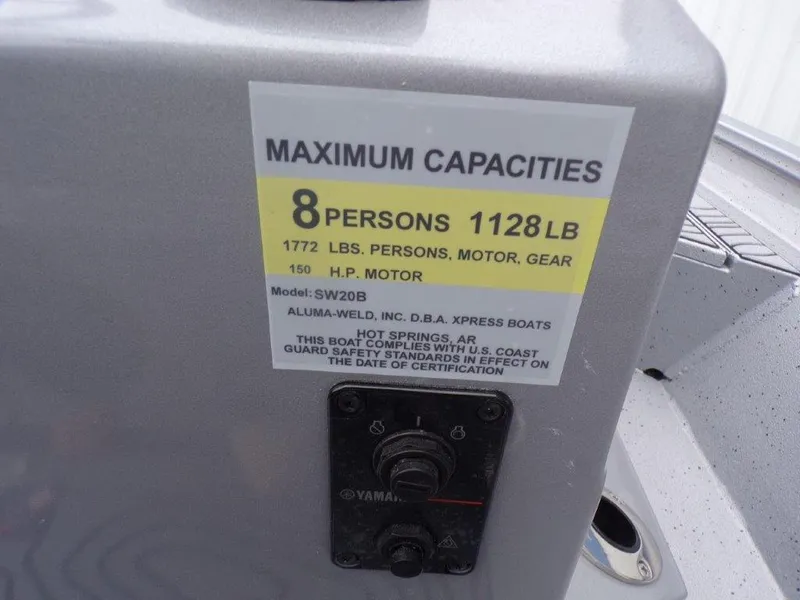 MAXIMUM CAPACITIES
8 PERSONS 1128 LB
1772 LBS. PERSONS, MOTOR, GEAR
150 H.P. MOTOR
Model: SW20B
ALUMA-WELD, INC. D.B.A. XPRESS BOATS
HOT SPRINGS, AR
THIS BOAT COMPLIES WITH U.S. COAST
GUARD SAFETY STANDARDS IN EFFECT ON
THE DATE OF CERTIFICATION